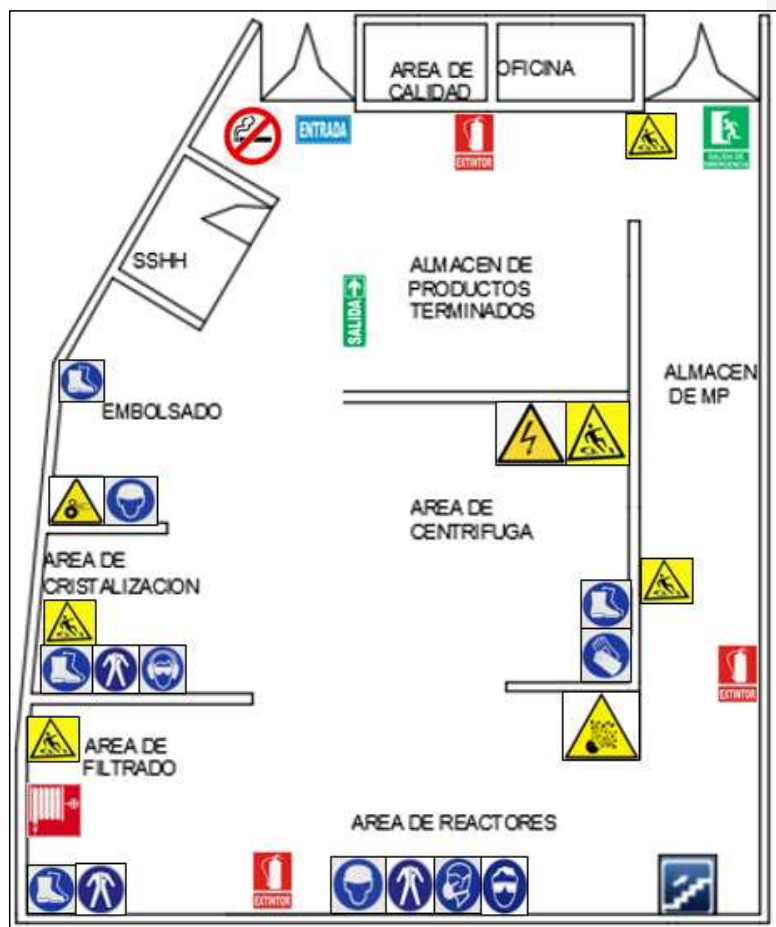 AREA DE
CALIDAD
OFICINA
ENTRADA
EXTINTOR
SALIDA DE
EMERGENCIA
SSHH
SALIDA
ALMACEN DE
PRODUCTOS
TERMINADOS
ALMACEN
DE MP
EMBOLSADO
AREA DE
CENTRIFUGA
AREA DE
CRISTALIZACION
EXTINTOR
AREA DE
FILTRADO
AREA DE REACTORES
EXTINTOR